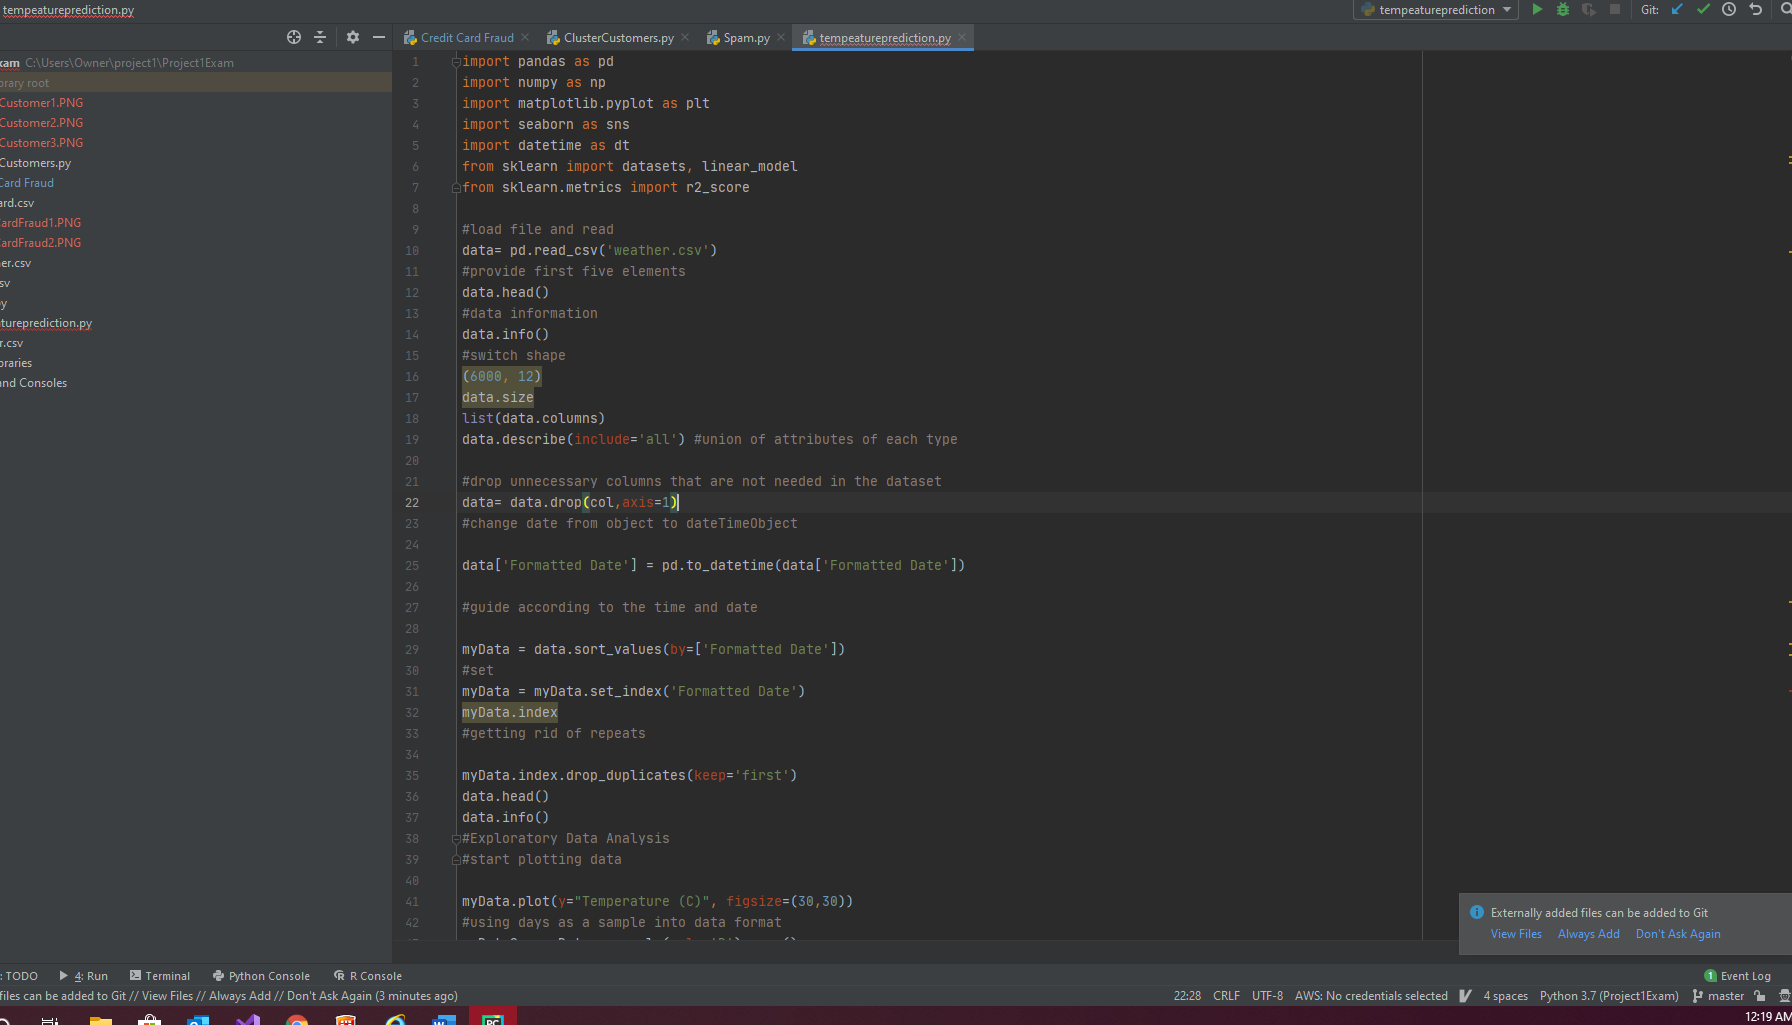 tempeatureprediction.py
tempeatureprediction
Git:
Credit Card Fraud
ClusterCustomers.py
Spam.py
tempeatureprediction.py
xam C:\Users\Owner\project1\Project1Exam
brary root
Customer1.PNG
Customer2.PNG
Customer3.PNG
Customers.py
Card Fraud
ard.csv
CardFraud1.PNG
CardFraud2.PNG
er.csv
sv
y
tureprediction.py
r.csv
braries
and Consoles
1 import pandas as pd
2 import numpy as np
3 import matplotlib.pyplot as plt
4 import seaborn as sns
5 import datetime as dt
6 from sklearn import datasets, linear_model
7 from sklearn.metrics import r2_score
8
9 #load file and read
10 data= pd.read_csv('weather.csv')
11 #provide first five elements
12 data.head()
13 #data information
14 data.info()
15 #switch shape
16 (6000, 12)
17 data.size
18 list(data.columns)
19 data.describe(include='all') #union of attributes of each type
20
21 #drop unnecessary columns that are not needed in the dataset
22 data= data.drop(col,axis=1)
23 #change date from object to dateTimeObject
24
25 data['Formatted Date'] = pd.to_datetime(data['Formatted Date'])
26
27 #guide according to the time and date
28
29 myData = data.sort_values(by=['Formatted Date'])
30 #set
31 myData = myData.set_index('Formatted Date')
32 myData.index
33 #getting rid of repeats
34
35 myData.index.drop_duplicates(keep='first')
36 data.head()
37 data.info()
38 #Exploratory Data Analysis
39 #start plotting data
40
41 myData.plot(y="Temperature (C)", figsize=(30,30))
42 #using days as a sample into data format
Externally added files can be added to Git
View Files Always Add Don't Ask Again
: TODO 4: Run Terminal Python Console R Console 1 Event Log
files can be added to Git // View Files // Always Add // Don't Ask Again (3 minutes ago) 22:28 CRLF UTF-8 AWS: No credentials selected 4 spaces Python 3.7 (Project1Exam) master
12:19 AM